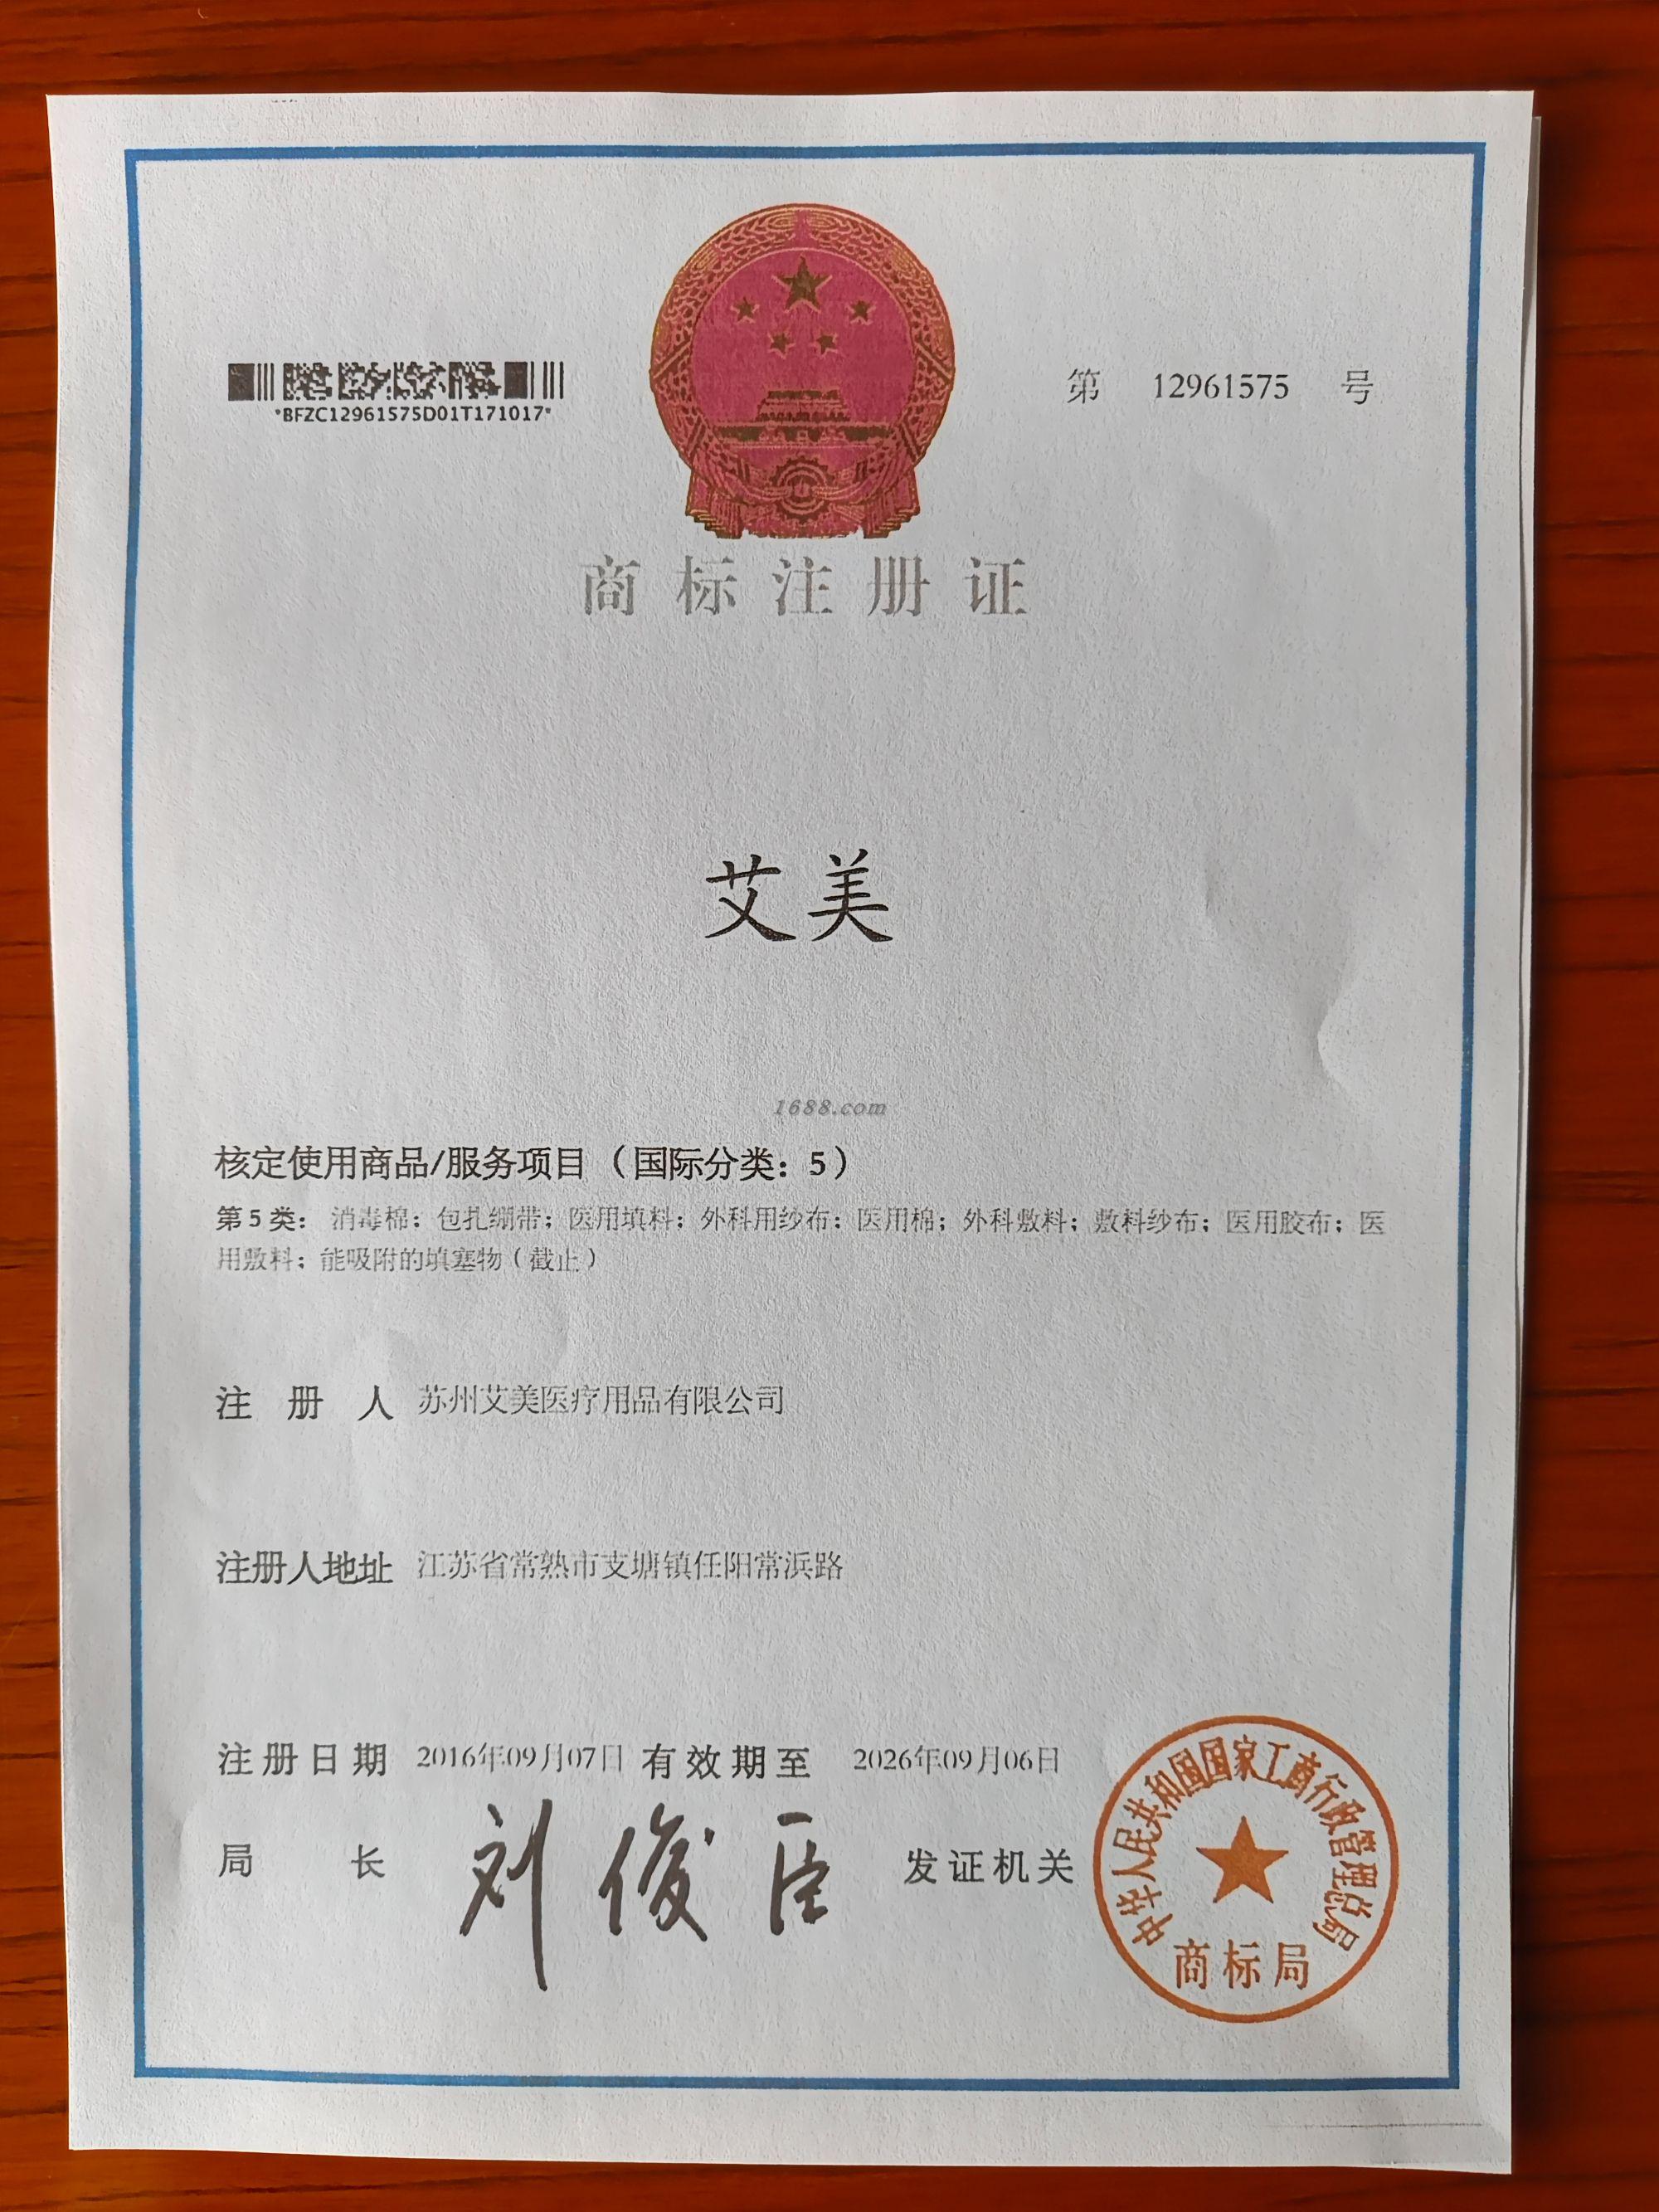 *BFZC12961575D01T171017*
第 12961575 号
商标注册证
艾美
1688.com
核定使用商品/服务项目（国际分类：5）
第5类：消毒棉；包扎绷带；医用填料；外科用纱布；医用棉；外科敷料；敷料纱布；医用胶布；医
用敷料；能吸附的填塞物（截止）
注册人 苏州艾美医疗用品有限公司
注册人地址 江苏省常熟市支塘镇任阳常浜路
注册日期 2016年09月07日 有效期至 2026年09月06日
局长 刘俊臣 发证机关
中华人民共和国国家工商行政管理总局
商标局